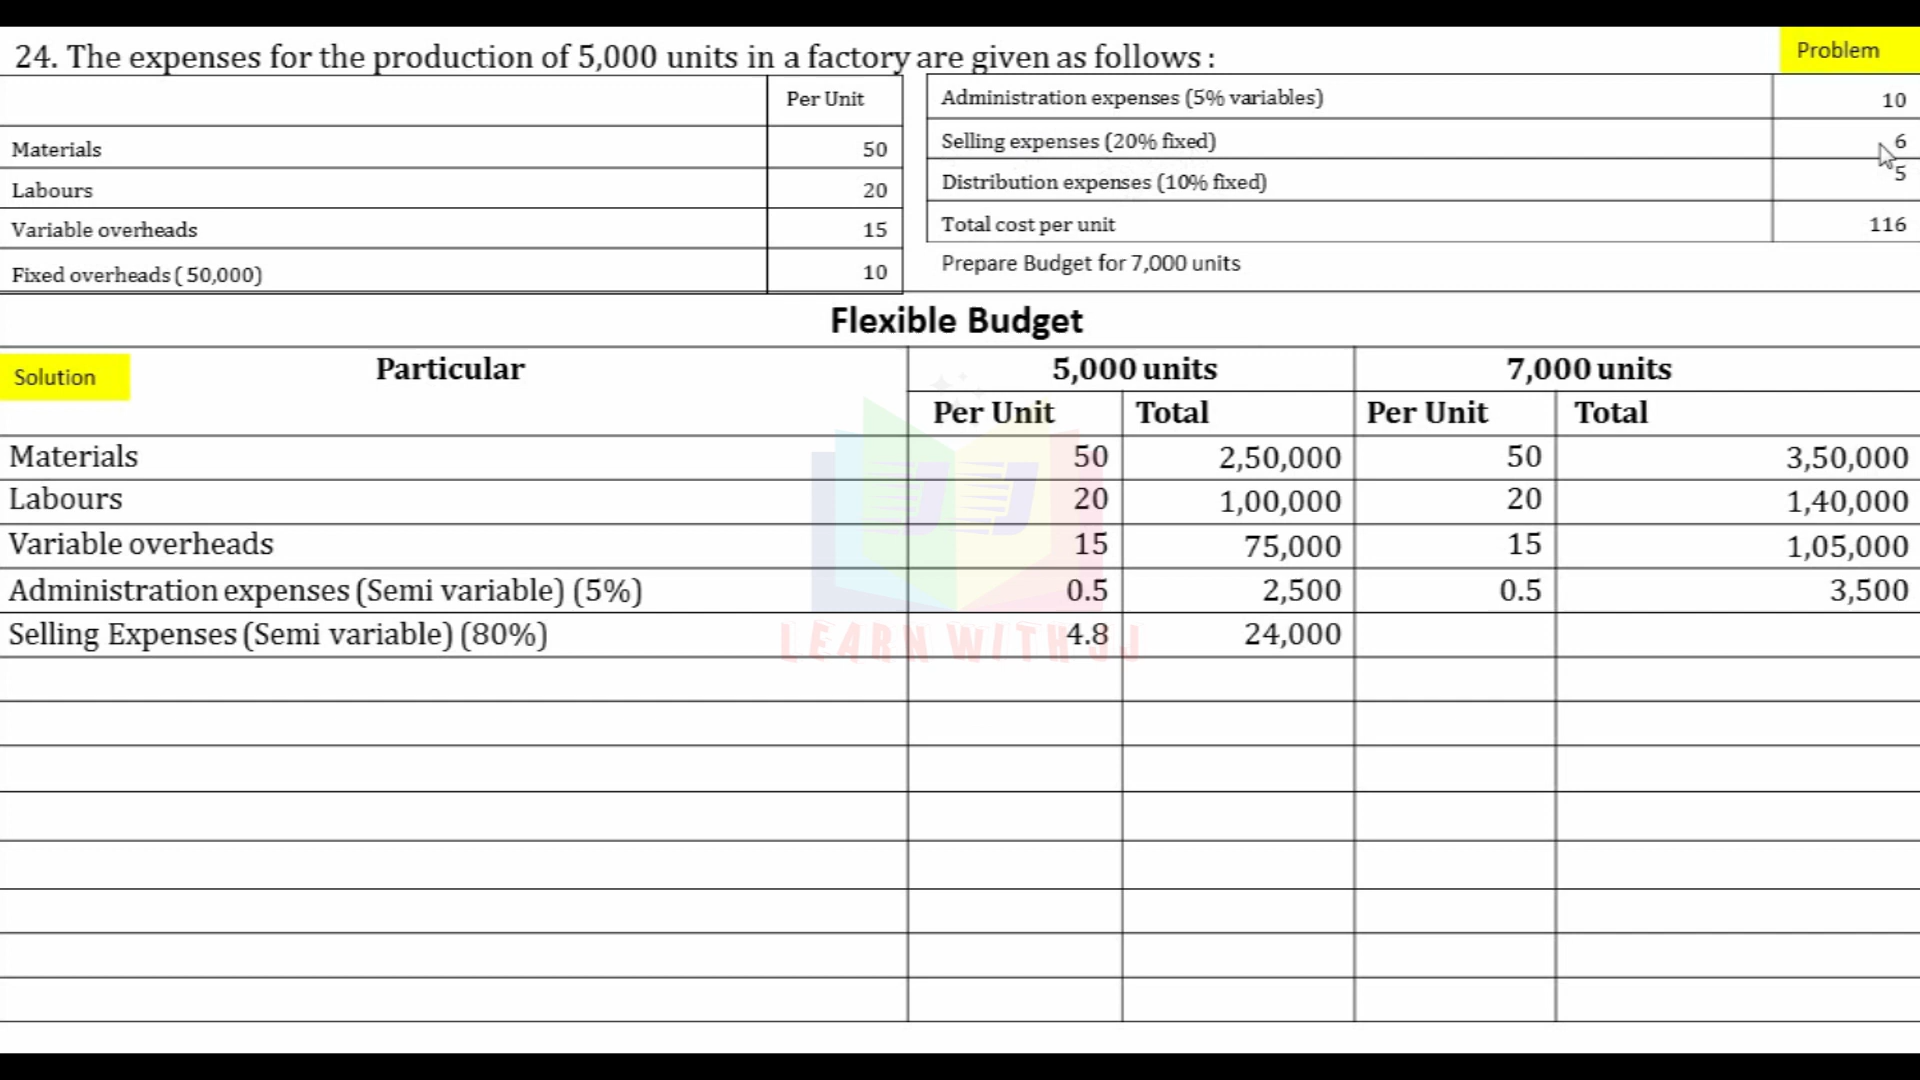 24. The expenses for the production of 5,000 units in a factory are given as follows :
Problem
Per Unit
Materials 50
Labours 20
Variable overheads 15
Fixed overheads ( 50,000) 10
Administration expenses (5% variables) 10
Selling expenses (20% fixed) 6
Distribution expenses (10% fixed) 5
Total cost per unit 116
Prepare Budget for 7,000 units
Flexible Budget
Solution
Particular 5,000 units 7,000 units
Per Unit Total Per Unit Total
Materials 50 2,50,000 50 3,50,000
Labours 20 1,00,000 20 1,40,000
Variable overheads 15 75,000 15 1,05,000
Administration expenses (Semi variable) (5%) 0.5 2,500 0.5 3,500
Selling Expenses (Semi variable) (80%) 4.8 24,000
LEARN WITH JJ